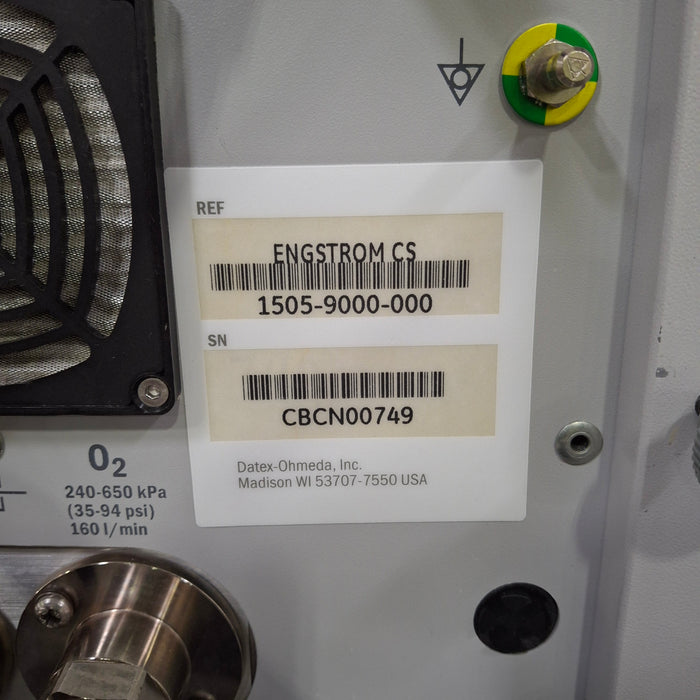 REF
ENGSTROM CS
1505-9000-000
SN
CBCN00749
Datex-Ohmeda, Inc.
Madison WI 53707-7550 USA
O2
240-650 kPa
(35-94 psi)
160 l/min